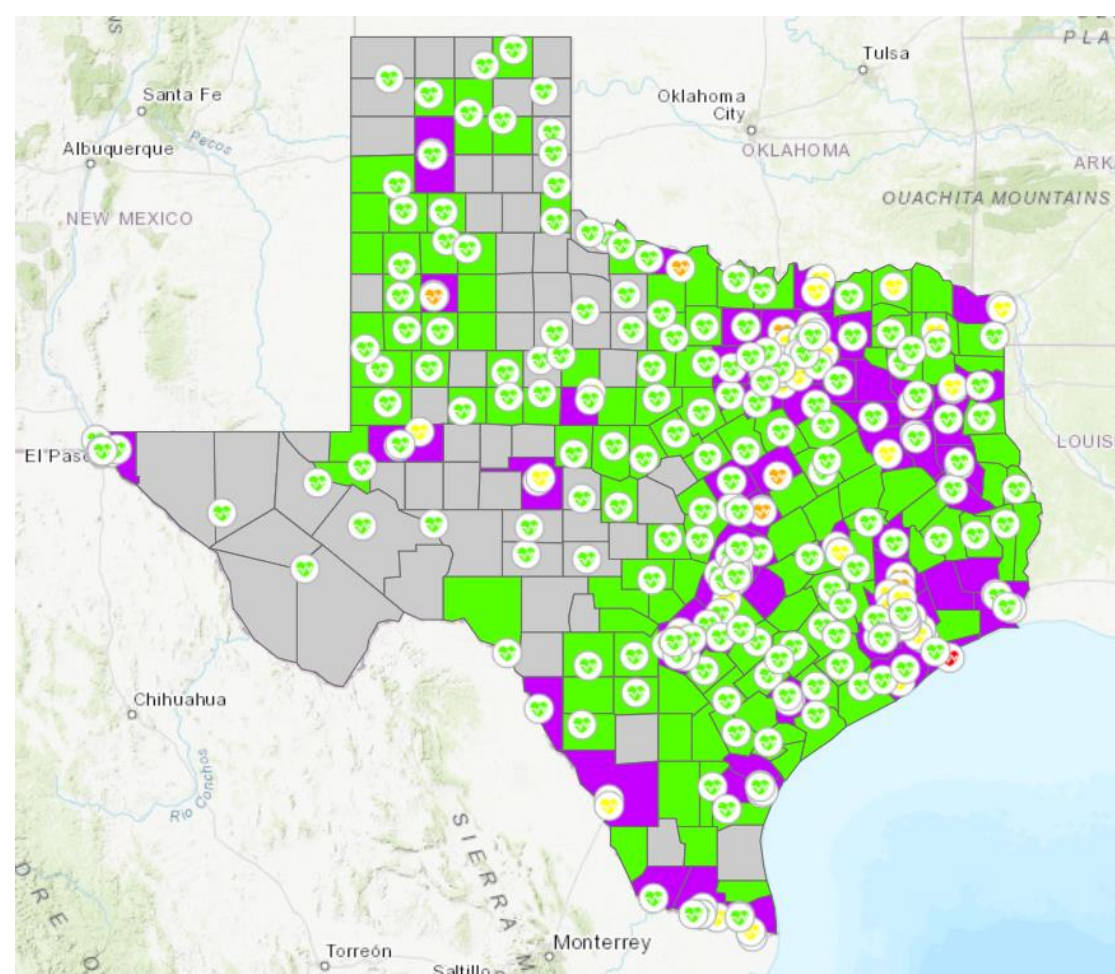 PLA
Tulsa
Santa Fe
Oklahoma
City
Pecos
Albuquerque
OKLAHOMA
ARK
OUACHITA MOUNTAINS
NEW MEXICO
El Paso
LOUIS
Chihuahua
Rio Conchos
SIERRA M
DRE
Monterrey
Torreón
Saltillo